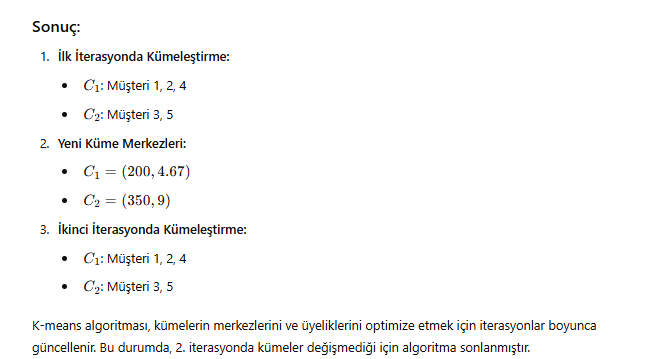 Sonuç:
1. İlk İterasyonda Kümeleştirme:
• C₁: Müşteri 1, 2, 4
• C₂: Müşteri 3, 5
2. Yeni Küme Merkezleri:
• C₁ = (200, 4.67)
• C₂ = (350, 9)
3. İkinci İterasyonda Kümeleştirme:
• C₁: Müşteri 1, 2, 4
• C₂: Müşteri 3, 5
K-means algoritması, kümelerin merkezlerini ve üyeliklerini optimize etmek için iterasyonlar boyunca
güncellenir. Bu durumda, 2. iterasyonda kümeler değişmediği için algoritma sonlanmıştır.